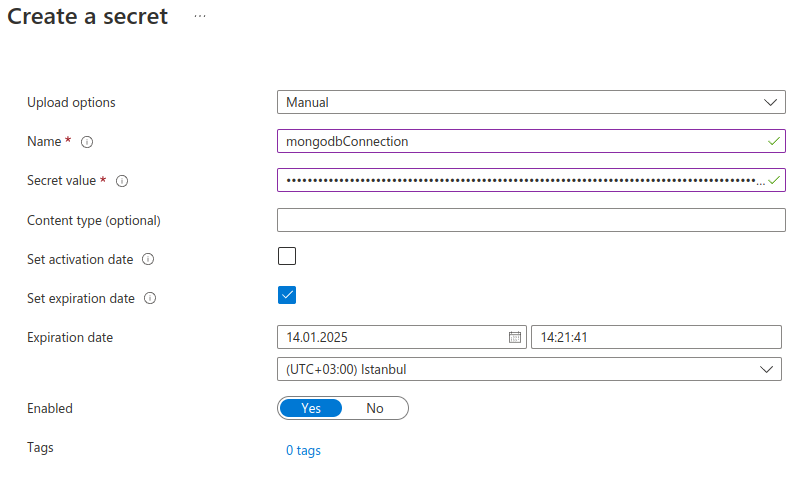 Create a secret ...
Upload options Manual
Name * mongodbConnection
Secret value * ••••••••••••••••••••••••••••••••••••••••••••••••••••••••••••••••••••••••••••••••••••••••...
Content type (optional)
Set activation date
Set expiration date
Expiration date 14.01.2025 14:21:41
(UTC+03:00) Istanbul
Enabled Yes No
Tags 0 tags